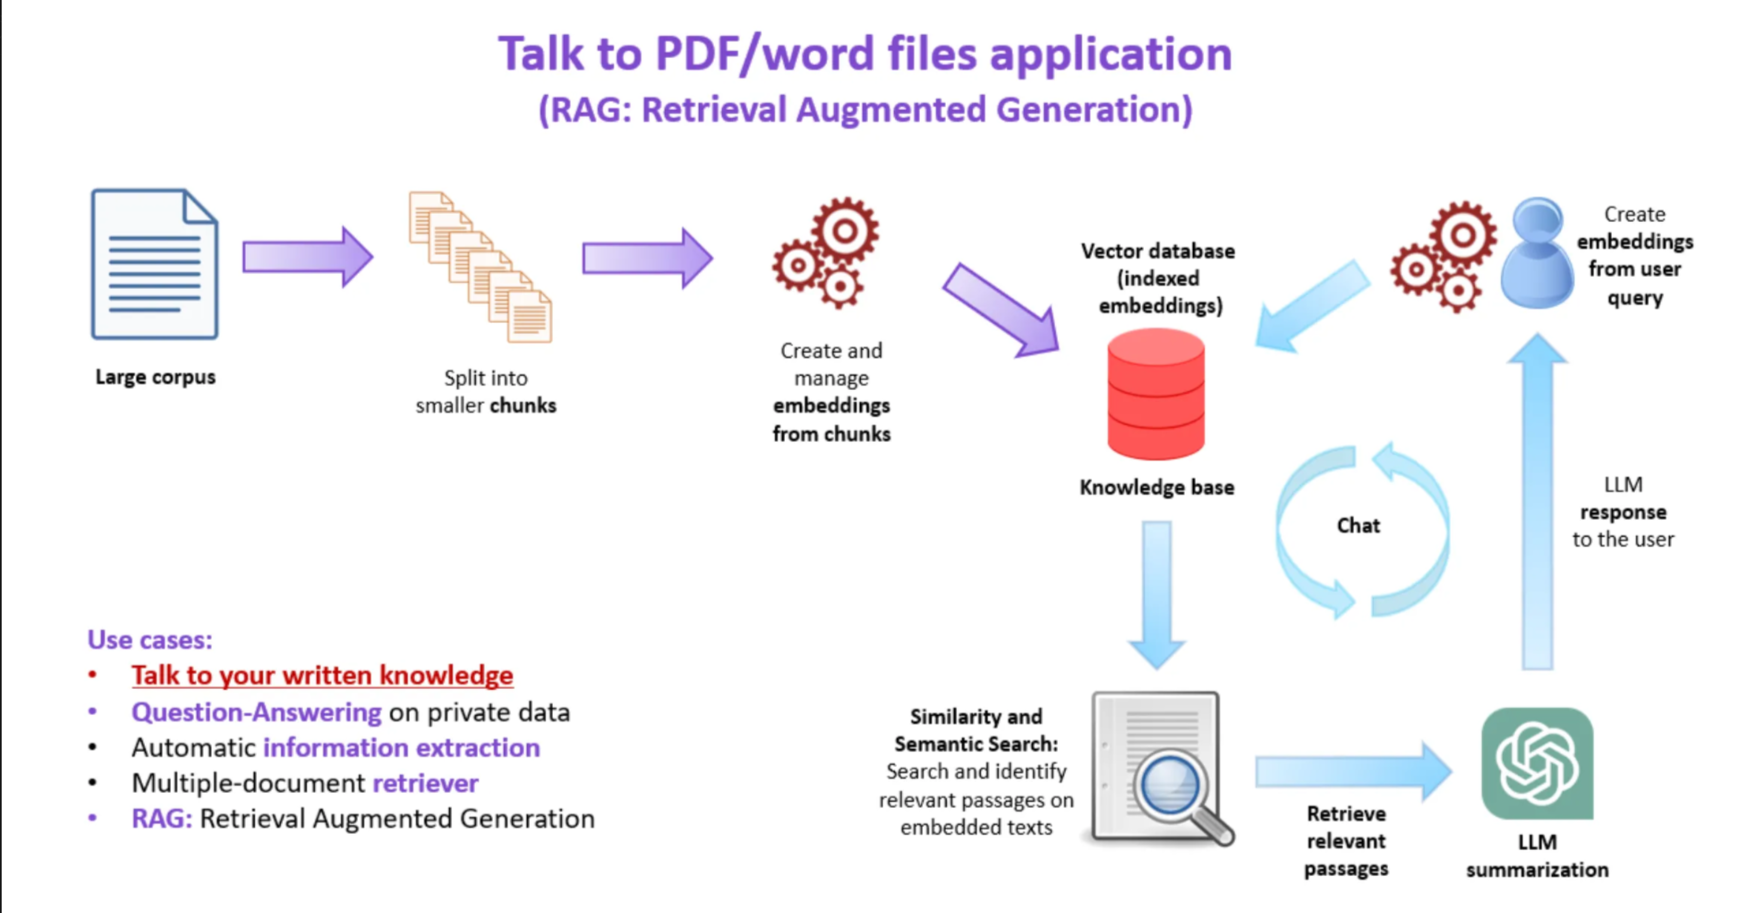 Talk to PDF/word files application
(RAG: Retrieval Augmented Generation)
Large corpus
Split into
smaller chunks
Create and
manage
embeddings
from chunks
Vector database
(indexed
embeddings)
Knowledge base
Create
embeddings
from user
query
Chat
LLM
response
to the user
Similarity and
Semantic Search:
Search and identify
relevant passages on
embedded texts
Retrieve
relevant
passages
LLM
summarization
Use cases:
• Talk to your written knowledge
• Question-Answering on private data
• Automatic information extraction
• Multiple-document retriever
• RAG: Retrieval Augmented Generation